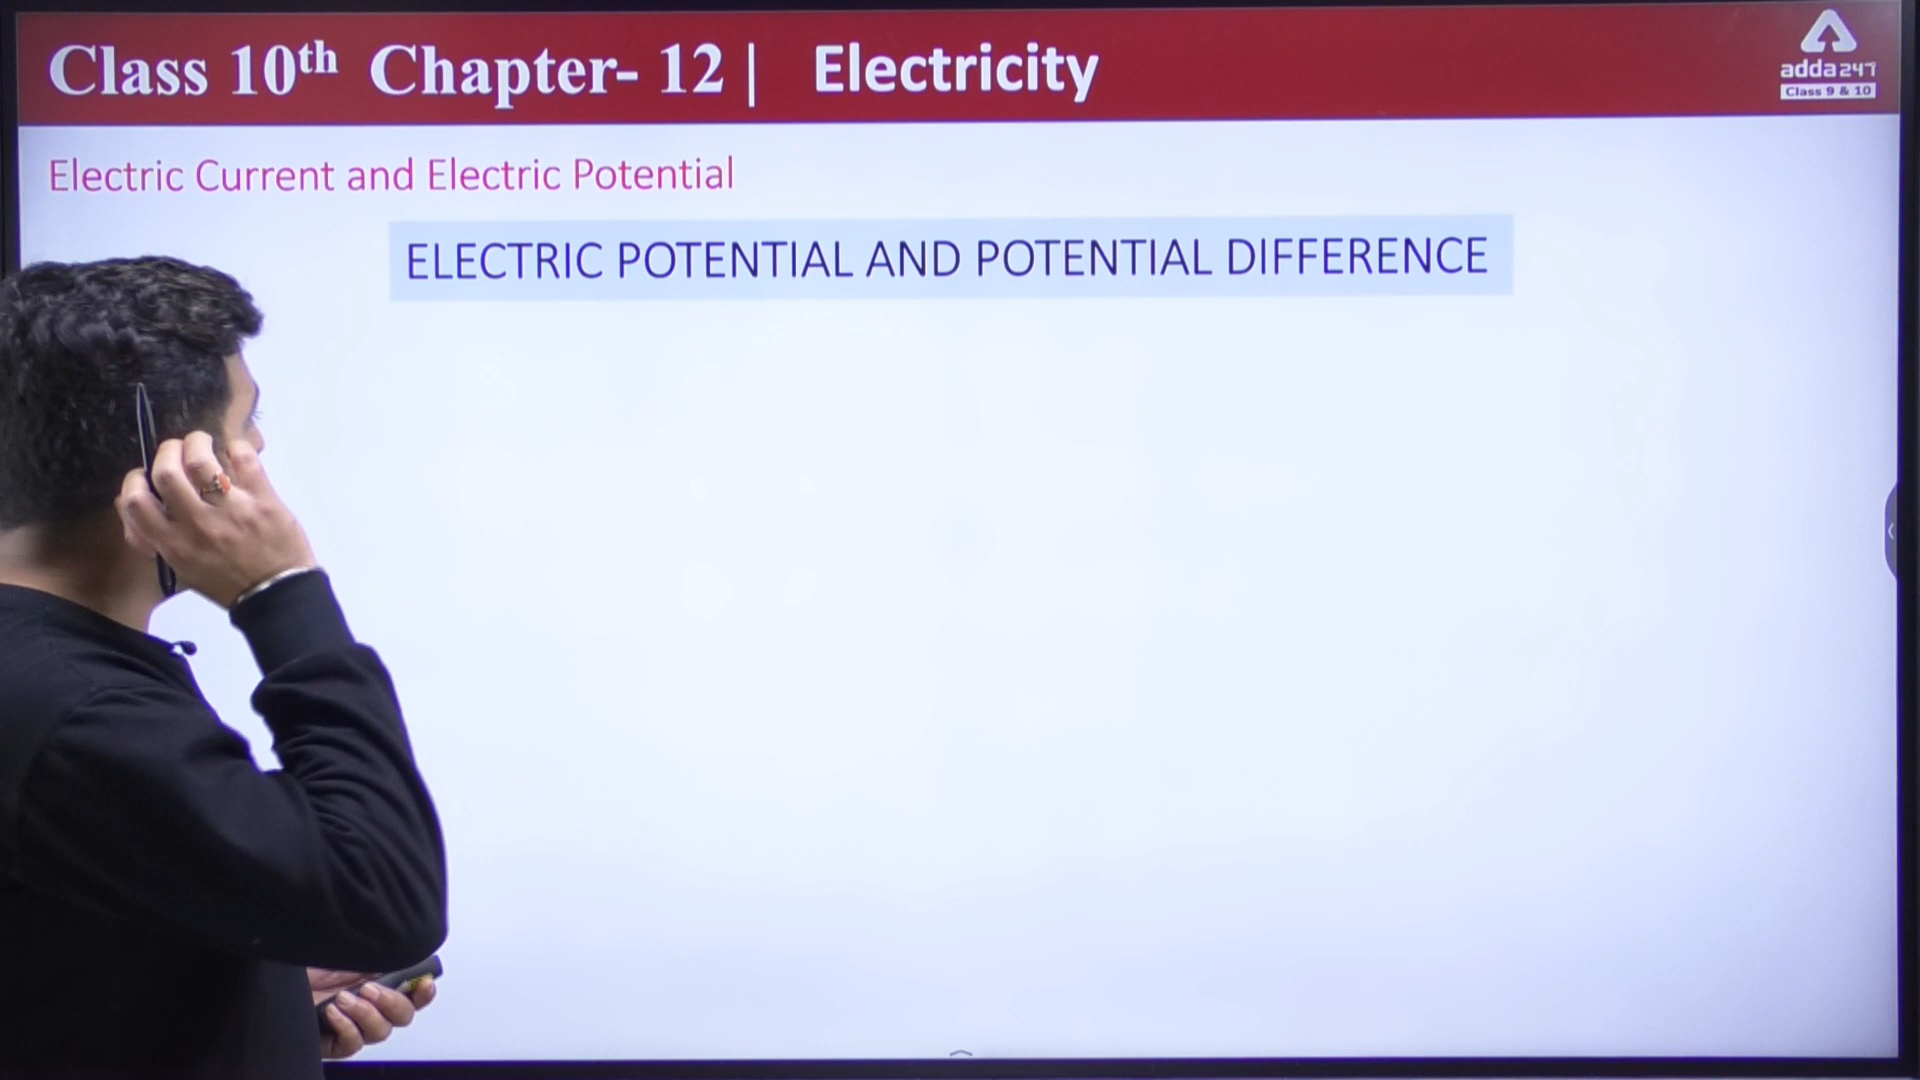 Class 10th Chapter- 12 | Electricity
adda247
Class 9 & 10
Electric Current and Electric Potential
ELECTRIC POTENTIAL AND POTENTIAL DIFFERENCE